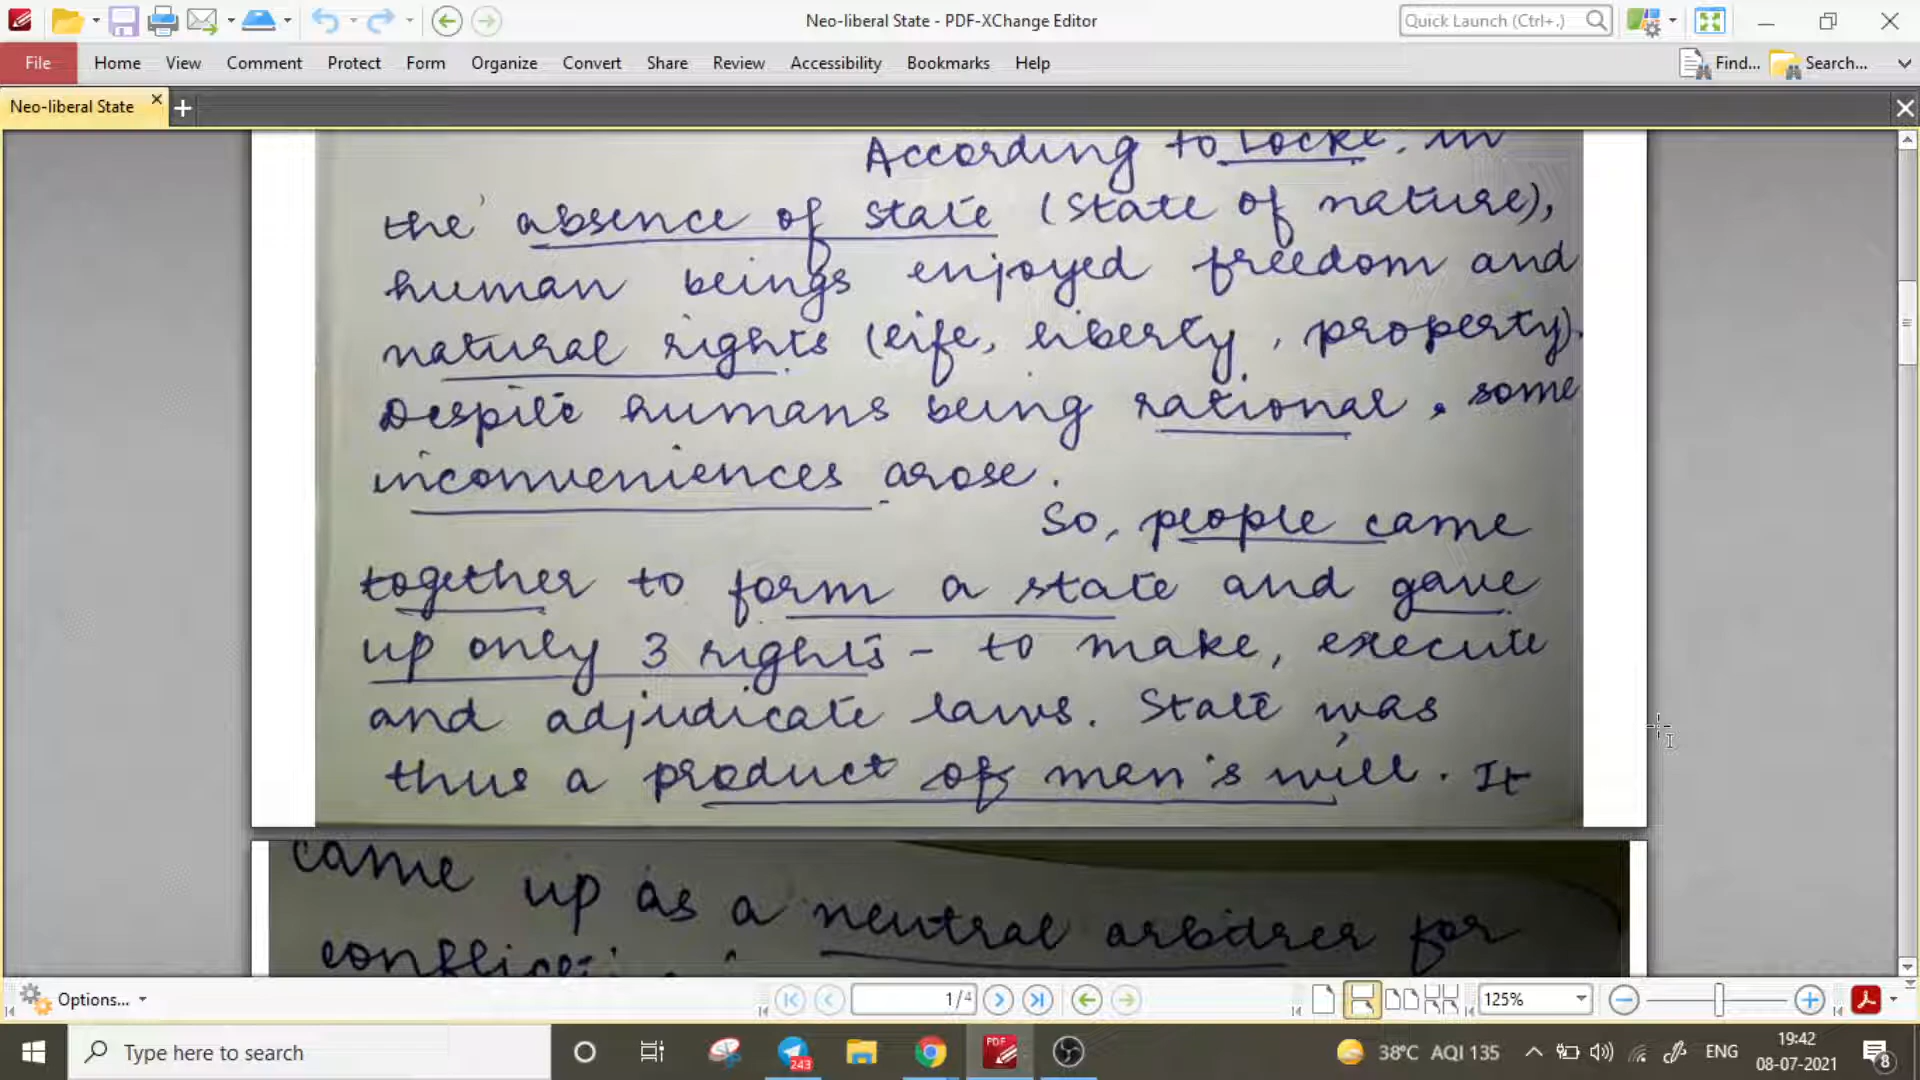 Neo-liberal State - PDF-XChange Editor
Quick Launch (Ctrl+.)
File Home View Comment Protect Form Organize Convert Share Review Accessibility Bookmarks Help
Find... Search...
Neo-liberal State
According to Locke, in
the absence of state (state of nature),
human beings enjoyed freedom and
natural rights (life, liberty, property).
Despite humans being rational, some
inconveniences arose.
So, people came
together to form a state and gave
up only 3 rights - to make, execute
and adjudicate laws. State was
thus a product of men's will. It
came up as a neutral arbitrer for
Options...
1/4
125%
Type here to search
243
PDF
38°C AQI 135
ENG
19:42
08-07-2021
8